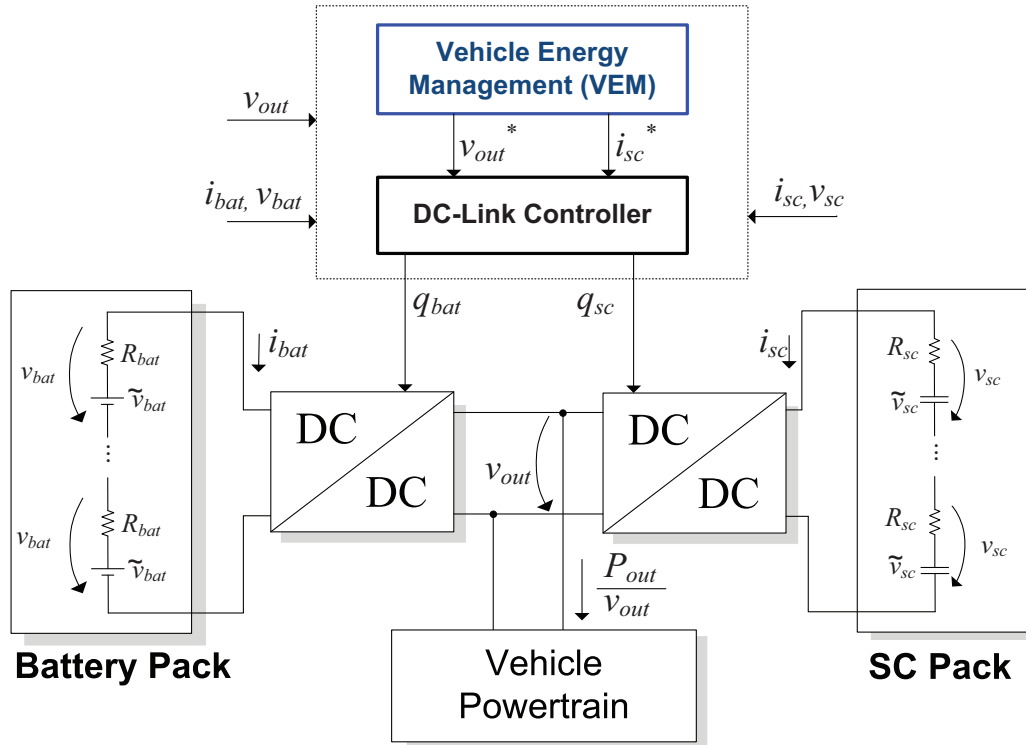 Vehicle Energy
Management (VEM)
v_out
v_out* i_sc*
i_bat, v_bat
DC-Link Controller
i_sc, v_sc
q_bat q_sc
i_bat i_sc
R_bat R_sc
v_bat v_sc
ṽ_bat ṽ_sc
DC DC
... ...
DC DC
v_out
R_bat R_sc
v_bat v_sc
ṽ_bat ṽ_sc
P_out
v_out
Battery Pack
Vehicle
Powertrain
SC Pack